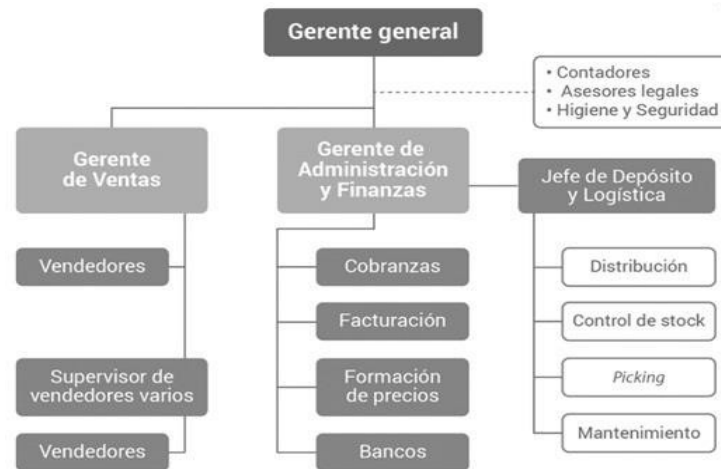 Gerente general
• Contadores
• Asesores legales
• Higiene y Seguridad
Gerente
de Ventas
Gerente de
Administración
y Finanzas
Jefe de Depósito
y Logística
Vendedores
Supervisor de
vendedores varios
Vendedores
Cobranzas
Facturación
Formación
de precios
Bancos
Distribución
Control de stock
Picking
Mantenimiento